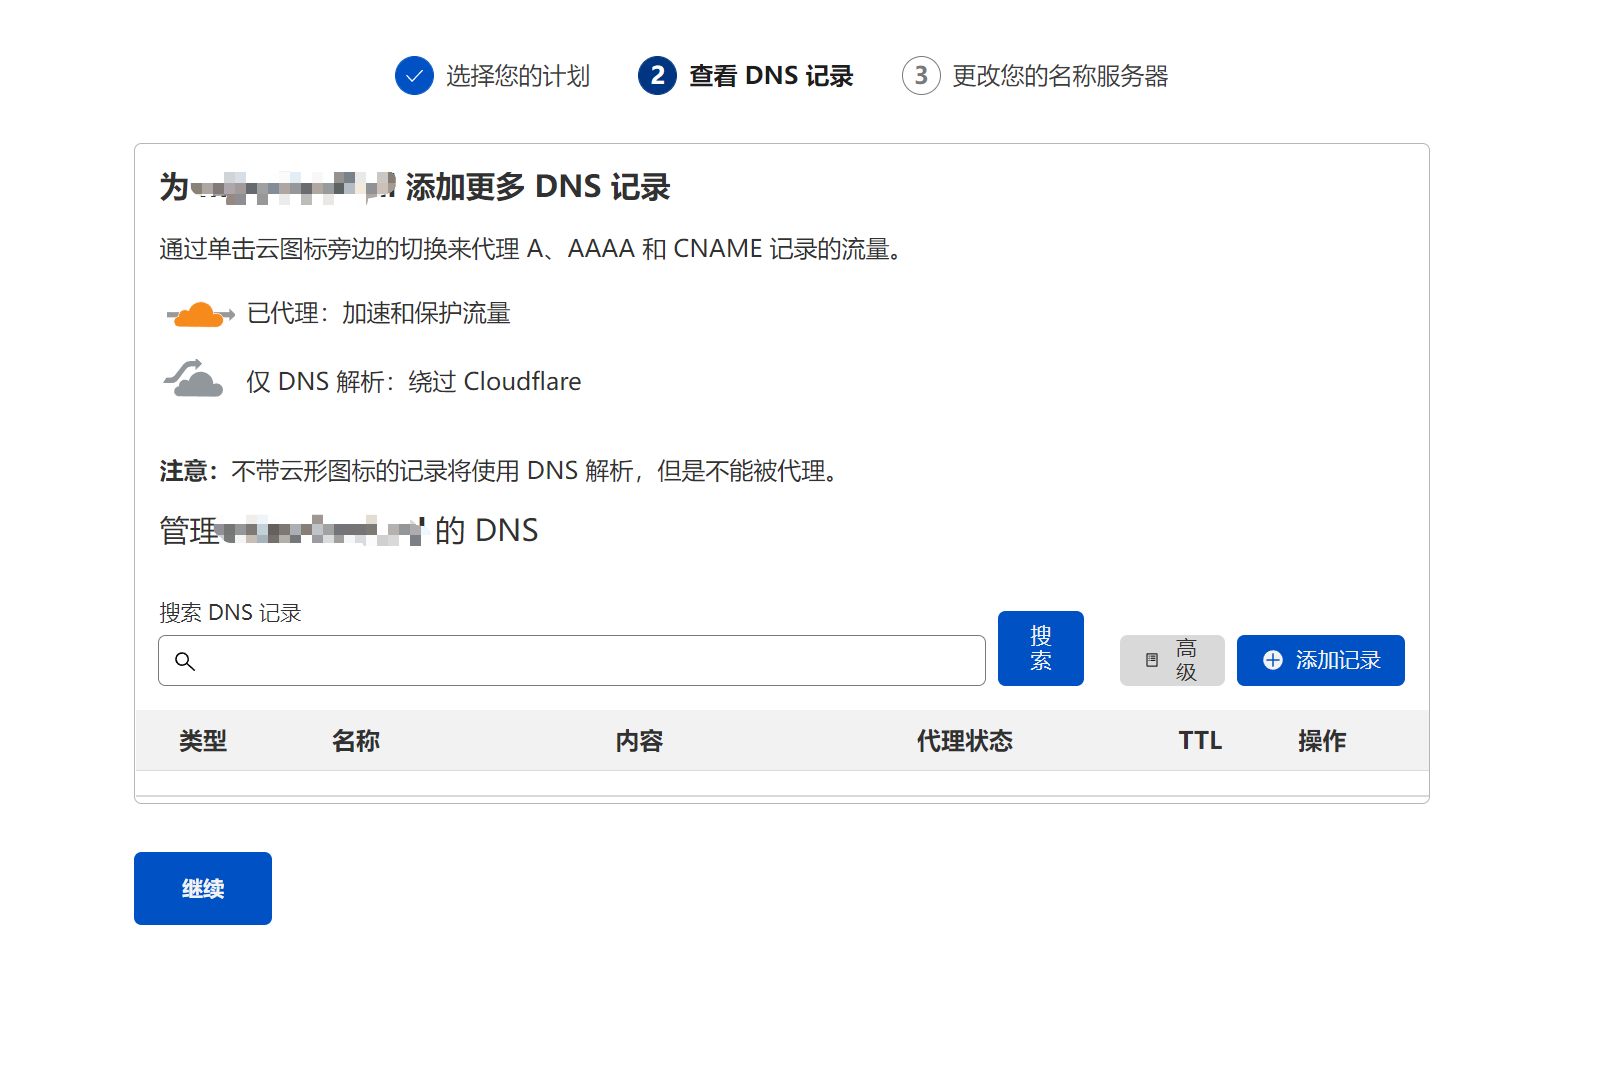 选择您的计划
2 查看 DNS 记录
3 更改您的名称服务器
为 添加更多 DNS 记录
通过单击云图标旁边的切换来代理 A、AAAA 和 CNAME 记录的流量。
已代理：加速和保护流量
仅 DNS 解析：绕过 Cloudflare
注意：不带云形图标的记录将使用 DNS 解析，但是不能被代理。
管理 的 DNS
搜索 DNS 记录
搜索
高级
添加记录
类型 名称 内容 代理状态 TTL 操作
继续